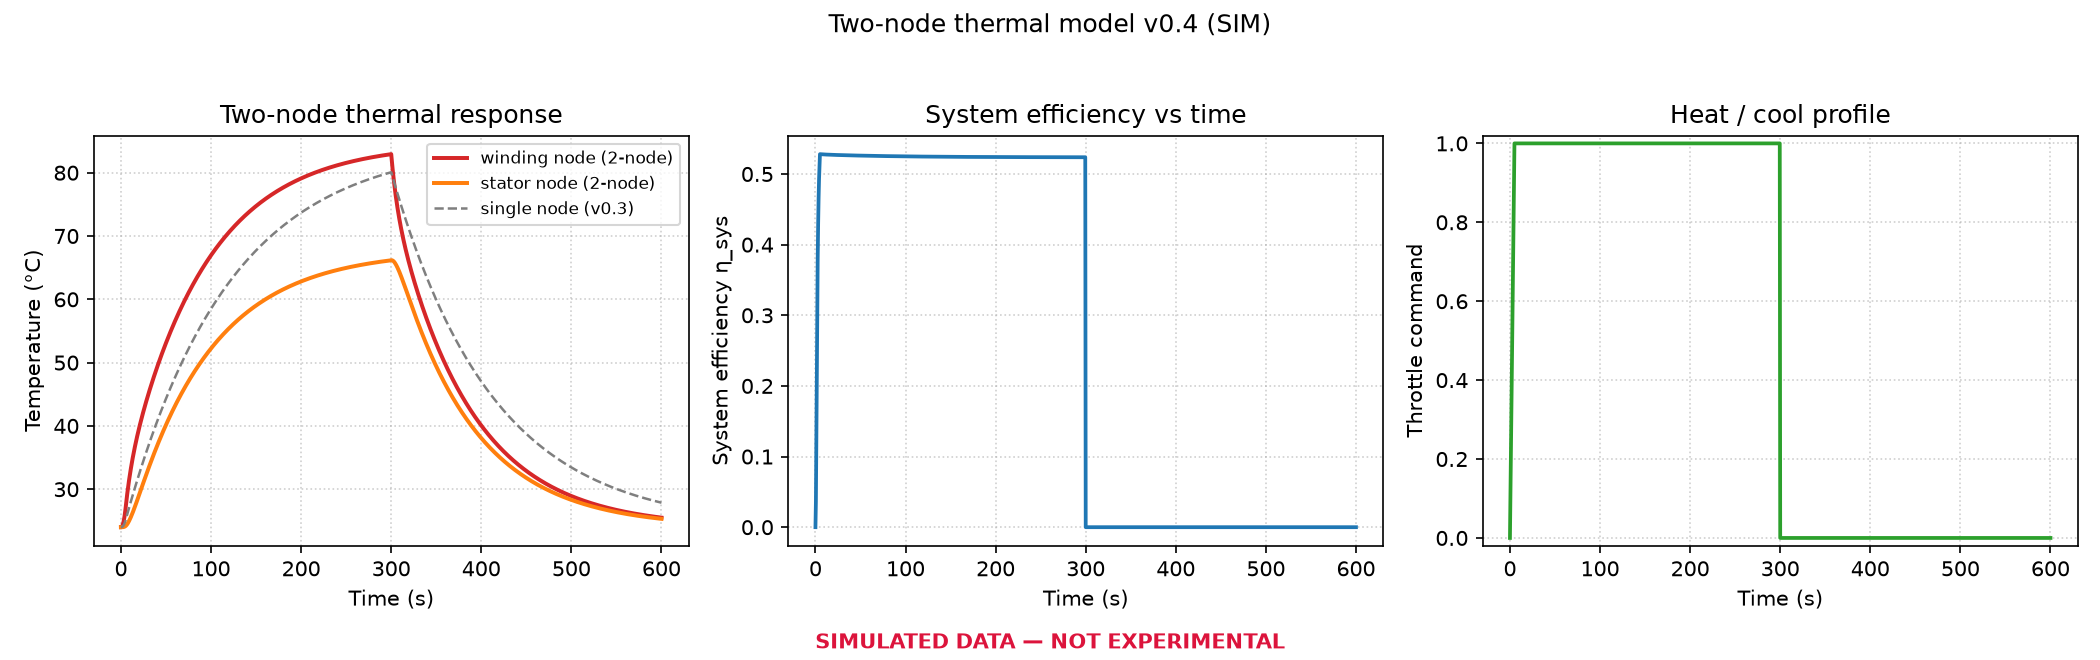 Two-node thermal model v0.4 (SIM)
Two-node thermal response
Temperature (°C)
80
70
60
50
40
30
winding node (2-node)
stator node (2-node)
single node (v0.3)
0 100 200 300 400 500 600
Time (s)
System efficiency vs time
System efficiency η_sys
0.5
0.4
0.3
0.2
0.1
0.0
0 100 200 300 400 500 600
Time (s)
Heat / cool profile
Throttle command
1.0
0.8
0.6
0.4
0.2
0.0
0 100 200 300 400 500 600
Time (s)
SIMULATED DATA — NOT EXPERIMENTAL